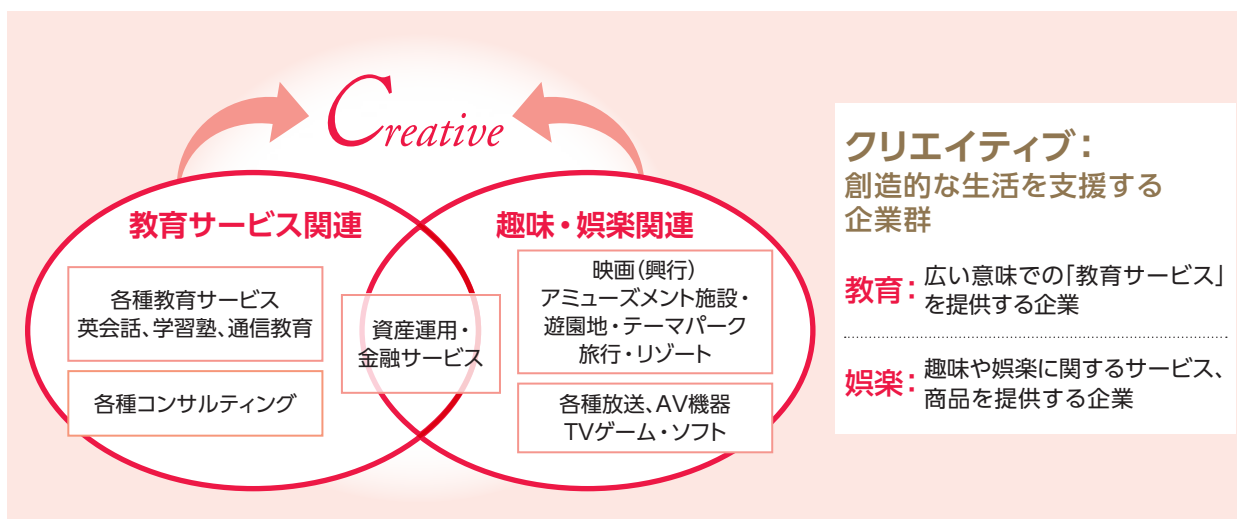 Creative
教育サービス関連
各種教育サービス
英会話、学習塾、通信教育
各種コンサルティング
資産運用・
金融サービス
趣味・娯楽関連
映画(興行)
アミューズメント施設・
遊園地・テーマパーク
旅行・リゾート
各種放送、AV機器
TVゲーム・ソフト
クリエイティブ：
創造的な生活を支援する
企業群
教育：広い意味での「教育サービス」
を提供する企業
娯楽：趣味や娯楽に関するサービス、
商品を提供する企業